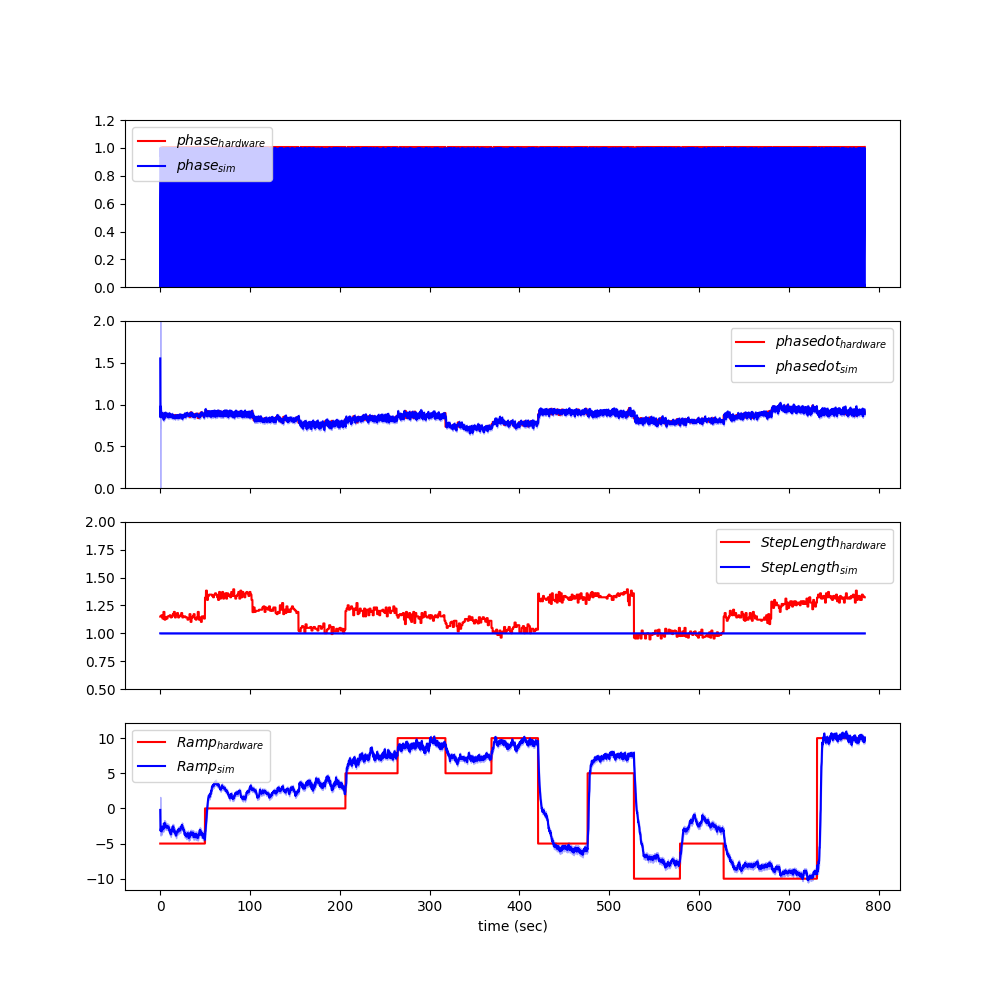 1.2
1.0
0.8
0.6
0.4
0.2
0.0
phase_hardware
phase_sim
2.0
1.5
1.0
0.5
0.0
phasedot_hardware
phasedot_sim
2.00
1.75
1.50
1.25
1.00
0.75
0.50
StepLength_hardware
StepLength_sim
10
5
0
−5
−10
Ramp_hardware
Ramp_sim
0 100 200 300 400 500 600 700 800
time (sec)